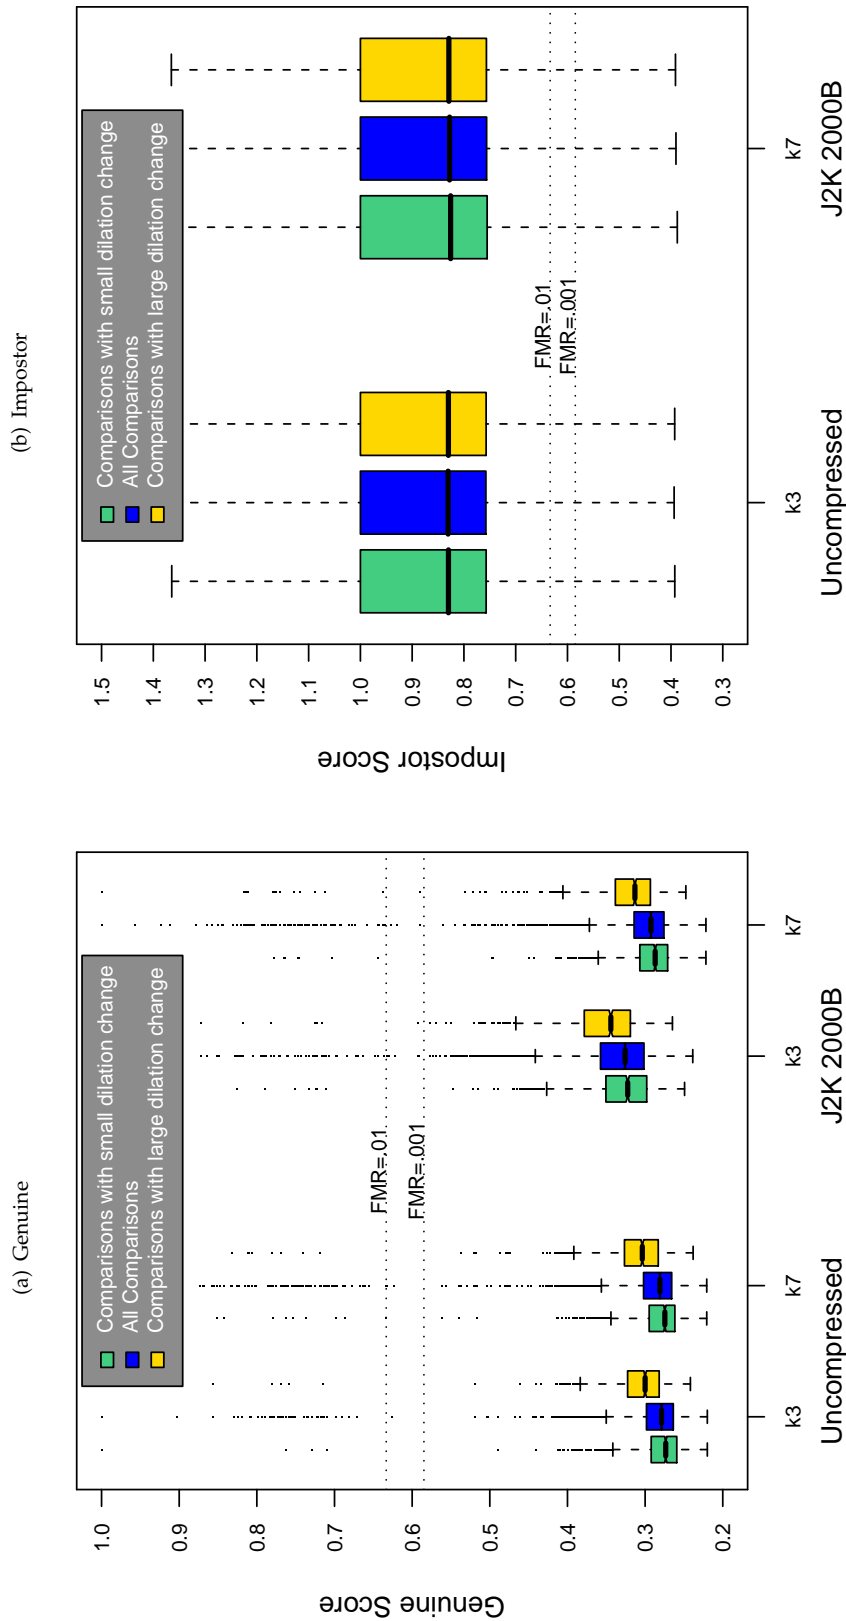 (a) Genuine
Genuine Score
0.2
0.3
0.4
0.5
0.6
0.7
0.8
0.9
1.0
Comparisons with small dilation change
All Comparisons
Comparisons with large dilation change
FMR=.01
FMR=.001
k3
k7
k3
k7
Uncompressed
J2K 2000B
(b) Impostor
Impostor Score
0.3
0.4
0.5
0.6
0.7
0.8
0.9
1.0
1.1
1.2
1.3
1.4
1.5
Comparisons with small dilation change
All Comparisons
Comparisons with large dilation change
FMR=.01
FMR=.001
k3
k7
Uncompressed
J2K 2000B